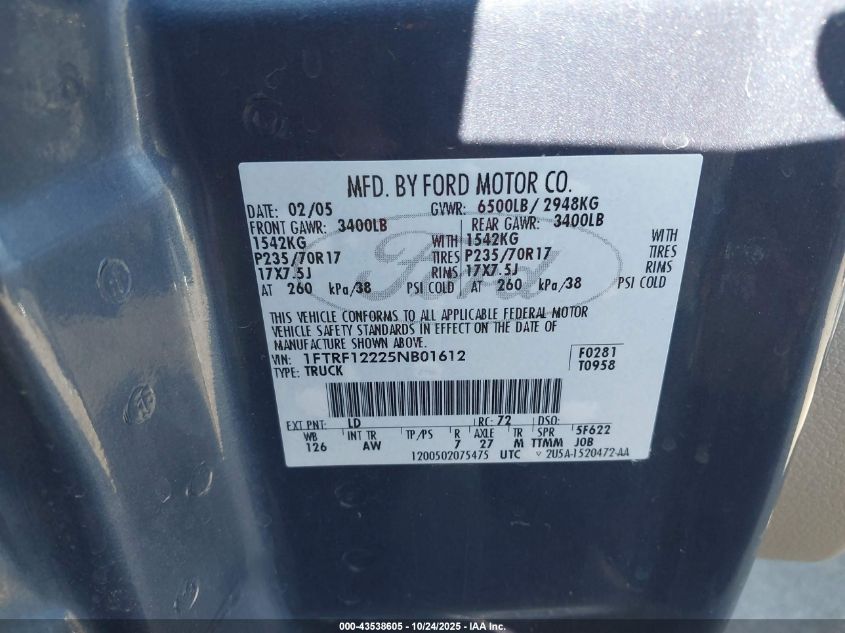 MFD. BY FORD MOTOR CO.
DATE: 02/05 GVWR: 6500LB/ 2948KG
FRONT GAWR: 3400LB REAR GAWR: 3400LB
1542KG WITH 1542KG WITH
P235/70R17 TIRES P235/70R17 TIRES
17X7.5J RIMS 17X7.5J RIMS
AT 260 kPa/38 PSI COLD AT 260 kPa/38 PSI COLD
Ford
THIS VEHICLE CONFORMS TO ALL APPLICABLE FEDERAL MOTOR
VEHICLE SAFETY STANDARDS IN EFFECT ON THE DATE OF
MANUFACTURE SHOWN ABOVE.
VIN: 1FTRF12225NB01612 F0281
TYPE: TRUCK T0958
EXT PNT: LD RC: 72 DSO:
WB INT TR TP/PS R AXLE TR SPR 5F622
126 AW 7 27 M TTMM JOB
1200502075475 UTC ▽ 2U5A-1520472-AA
000-43538605 - 10/24/2025 - IAA Inc.